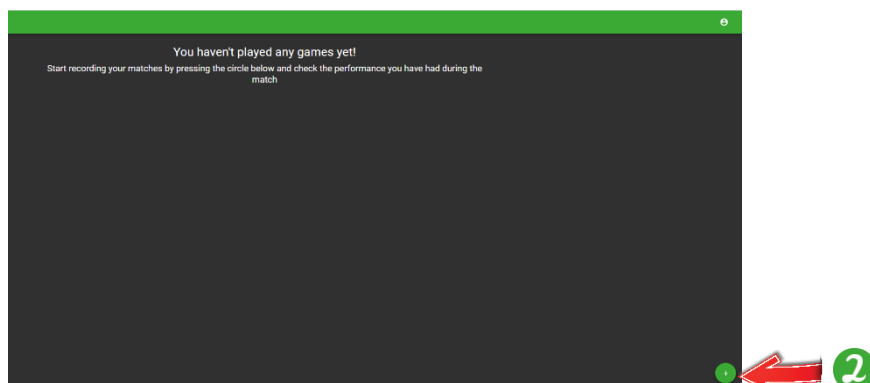 You haven't played any games yet!
Start recording your matches by pressing the circle below and check the performance you have had during the
match
+
2